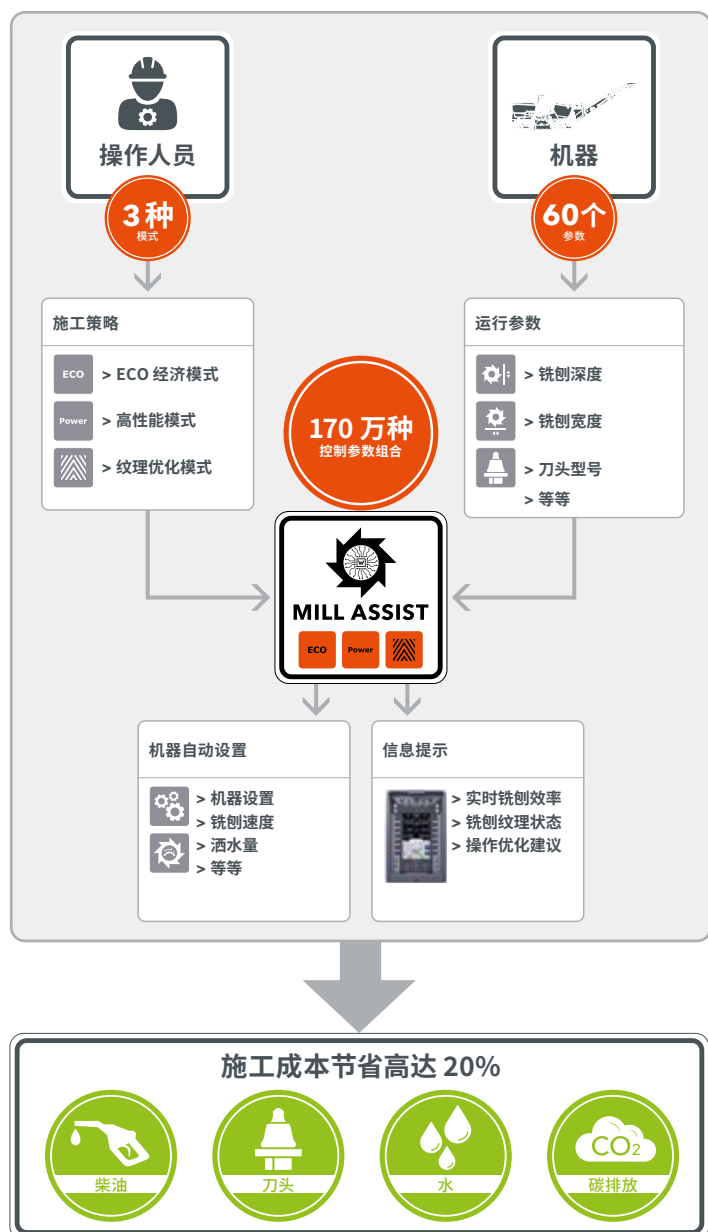 操作人员
3种
模式
机器
60个
参数
施工策略
ECO
> ECO 经济模式
Power
> 高性能模式
> 纹理优化模式
170 万种
控制参数组合
运行参数
> 铣刨深度
> 铣刨宽度
> 刀头型号
> 等等
MILL ASSIST
ECO
Power
机器自动设置
> 机器设置
> 铣刨速度
> 洒水量
> 等等
信息提示
> 实时铣刨效率
> 铣刨纹理状态
> 操作优化建议
施工成本节省高达 20%
柴油
刀头
水
CO2
碳排放